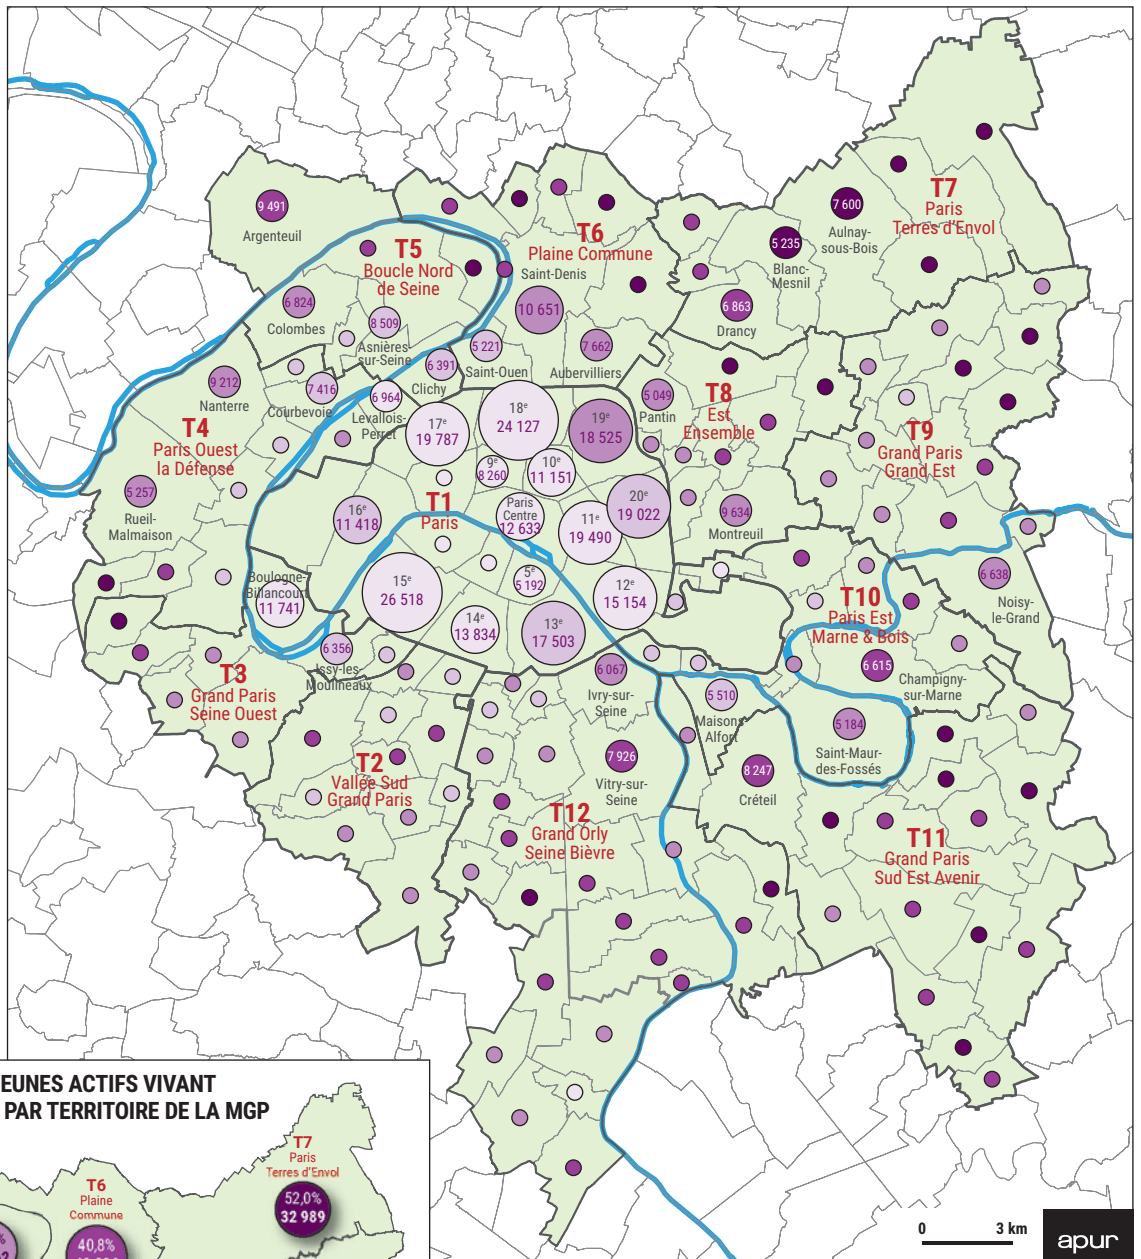 T7
Paris
Terres d'Envol
9 491
Argenteuil
7 600
Aulnay-
sous-Bois
5 235
Blanc-
Mesnil
T6
Plaine Commune
T5
Boucle Nord
de Seine
Saint-Denis
10 651
6 863
Drancy
6 824
Colombes
8 509
Asnières-
sur-Seine
5 221
Saint-Ouen
7 662
Aubervilliers
6 391
Clichy
9 212
Nanterre
7 416
Courbevoie
6 964
Levallois-
Perret
T8
Est
Ensemble
5 049
Pantin
T4
Paris Ouest
la Défense
17e
19 787
18e
24 127
19e
18 525
T9
Grand Paris
Grand Est
9e
8 260
10e
11 151
5 257
Rueil-
Malmaison
T1
Paris
16e
11 418
Paris
Centre
12 633
11e
19 490
20e
19 022
9 634
Montreuil
Boulogne-
Billancourt
11 741
15e
26 518
5e
5 192
12e
15 154
6 638
Noisy-
le-Grand
T10
Paris Est
Marne & Bois
14e
13 834
13e
17 503
6 356
Issy-les-
Moulineaux
T3
Grand Paris
Seine Ouest
6 067
Ivry-sur-
Seine
5 510
Maisons-
Alfort
6 615
Champigny-
sur-Marne
5 184
Saint-Maur-
des-Fossés
T2
Vallée Sud
Grand Paris
7 926
Vitry-sur-
Seine
8 247
Créteil
T12
Grand Orly
Seine Bièvre
T11
Grand Paris
Sud Est Avenir
EUNES ACTIFS VIVANT
PAR TERRITOIRE DE LA MGP
T7
Paris
Terres d'Envol
52,0%
32 989
T6
Plaine
Commune
40,8%
0 3 km
apur